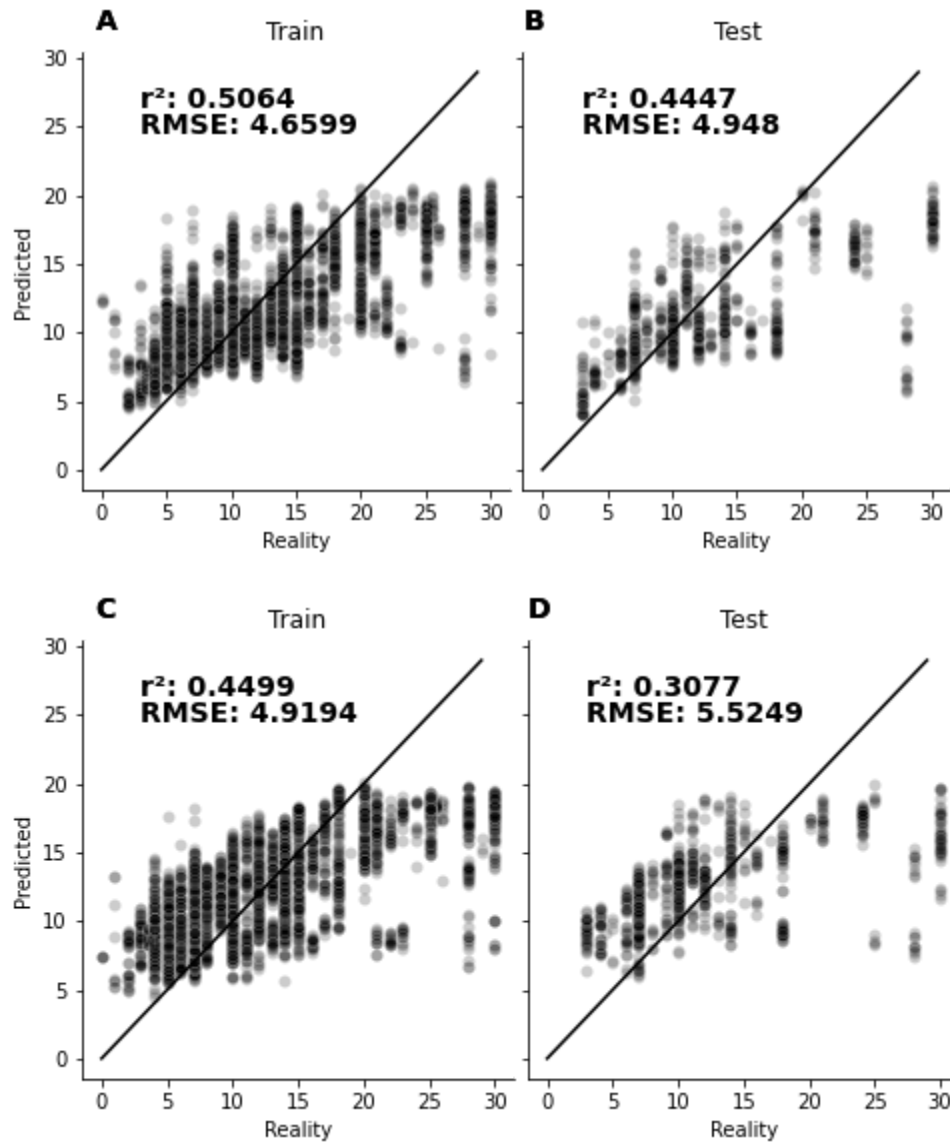 A
Train
30
25
20
15
10
5
0
Predicted
r²: 0.5064
RMSE: 4.6599
0 5 10 15 20 25 30
Reality
B
Test
r²: 0.4447
RMSE: 4.948
0 5 10 15 20 25 30
Reality
C
Train
30
25
20
15
10
5
0
Predicted
r²: 0.4499
RMSE: 4.9194
0 5 10 15 20 25 30
Reality
D
Test
r²: 0.3077
RMSE: 5.5249
0 5 10 15 20 25 30
Reality